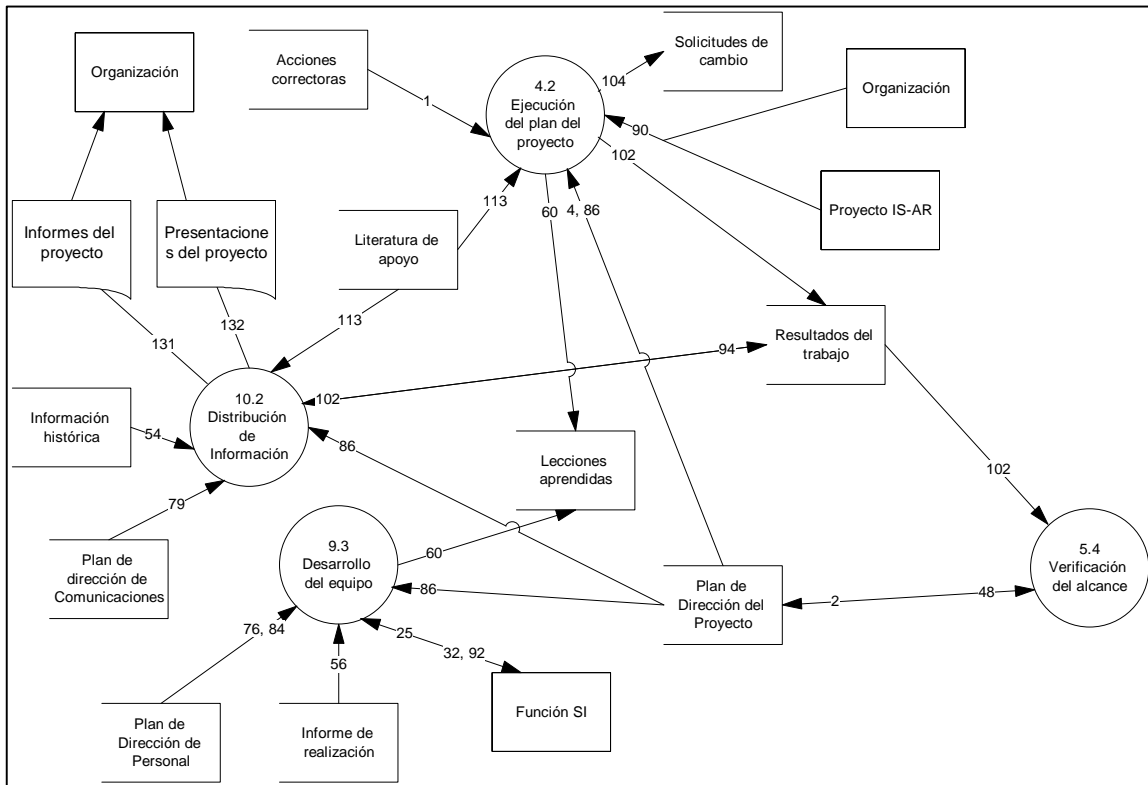 Organización
Acciones
correctoras
Solicitudes de
cambio
4.2
Ejecución
del plan del
proyecto
104
Organización
1
90
102
113
60
4, 86
Informes del
proyecto
Presentacione
s del proyecto
Literatura de
apoyo
Proyecto IS-AR
132
131
113
94
Resultados del
trabajo
10.2
Distribución
de
Información
102
Información
histórica
54
86
Lecciones
aprendidas
102
79
9.3
Desarrollo
del equipo
60
Plan de
dirección de
Comunicaciones
5.4
Verificación
del alcance
86
Plan de
Dirección del
Proyecto
2
48
76, 84
25
32, 92
56
Función SI
Plan de
Dirección de
Personal
Informe de
realización